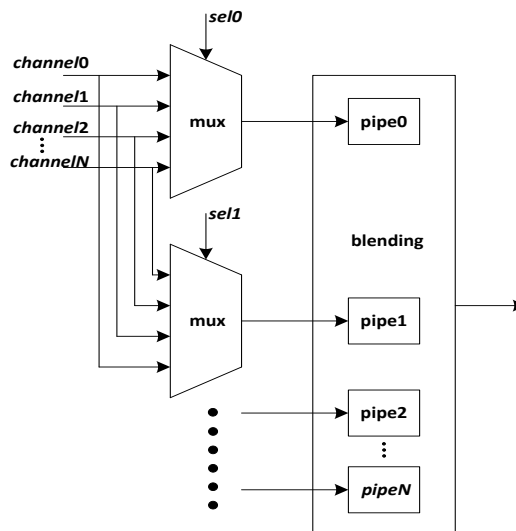 sel0
channel0
channel1
channel2
channelN
mux
pipe0
sel1
blending
mux
pipe1
pipe2
pipeN